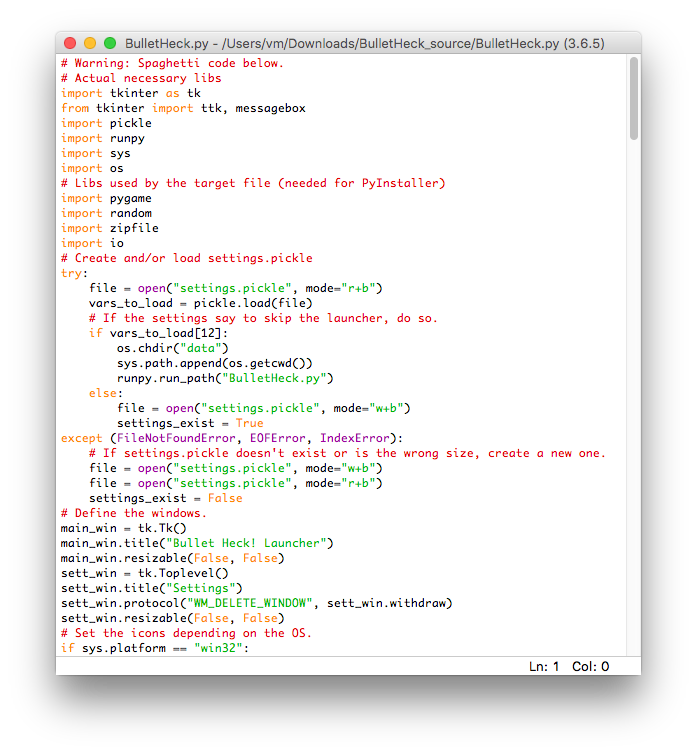 BulletHeck.py - /Users/vm/Downloads/BulletHeck_source/BulletHeck.py (3.6.5)
# Warning: Spaghetti code below.
# Actual necessary libs
import tkinter as tk
from tkinter import ttk, messagebox
import pickle
import runpy
import sys
import os
# Libs used by the target file (needed for PyInstaller)
import pygame
import random
import zipfile
import io
# Create and/or load settings.pickle
try:
    file = open("settings.pickle", mode="r+b")
    vars_to_load = pickle.load(file)
    # If the settings say to skip the launcher, do so.
    if vars_to_load[12]:
        os.chdir("data")
        sys.path.append(os.getcwd())
        runpy.run_path("BulletHeck.py")
    else:
        file = open("settings.pickle", mode="w+b")
        settings_exist = True
except (FileNotFoundError, EOFError, IndexError):
    # If settings.pickle doesn't exist or is the wrong size, create a new one.
    file = open("settings.pickle", mode="w+b")
    file = open("settings.pickle", mode="r+b")
    settings_exist = False
# Define the windows.
main_win = tk.Tk()
main_win.title("Bullet Heck! Launcher")
main_win.resizable(False, False)
sett_win = tk.Toplevel()
sett_win.title("Settings")
sett_win.protocol("WM_DELETE_WINDOW", sett_win.withdraw)
sett_win.resizable(False, False)
# Set the icons depending on the OS.
if sys.platform == "win32":
Ln: 1 Col: 0